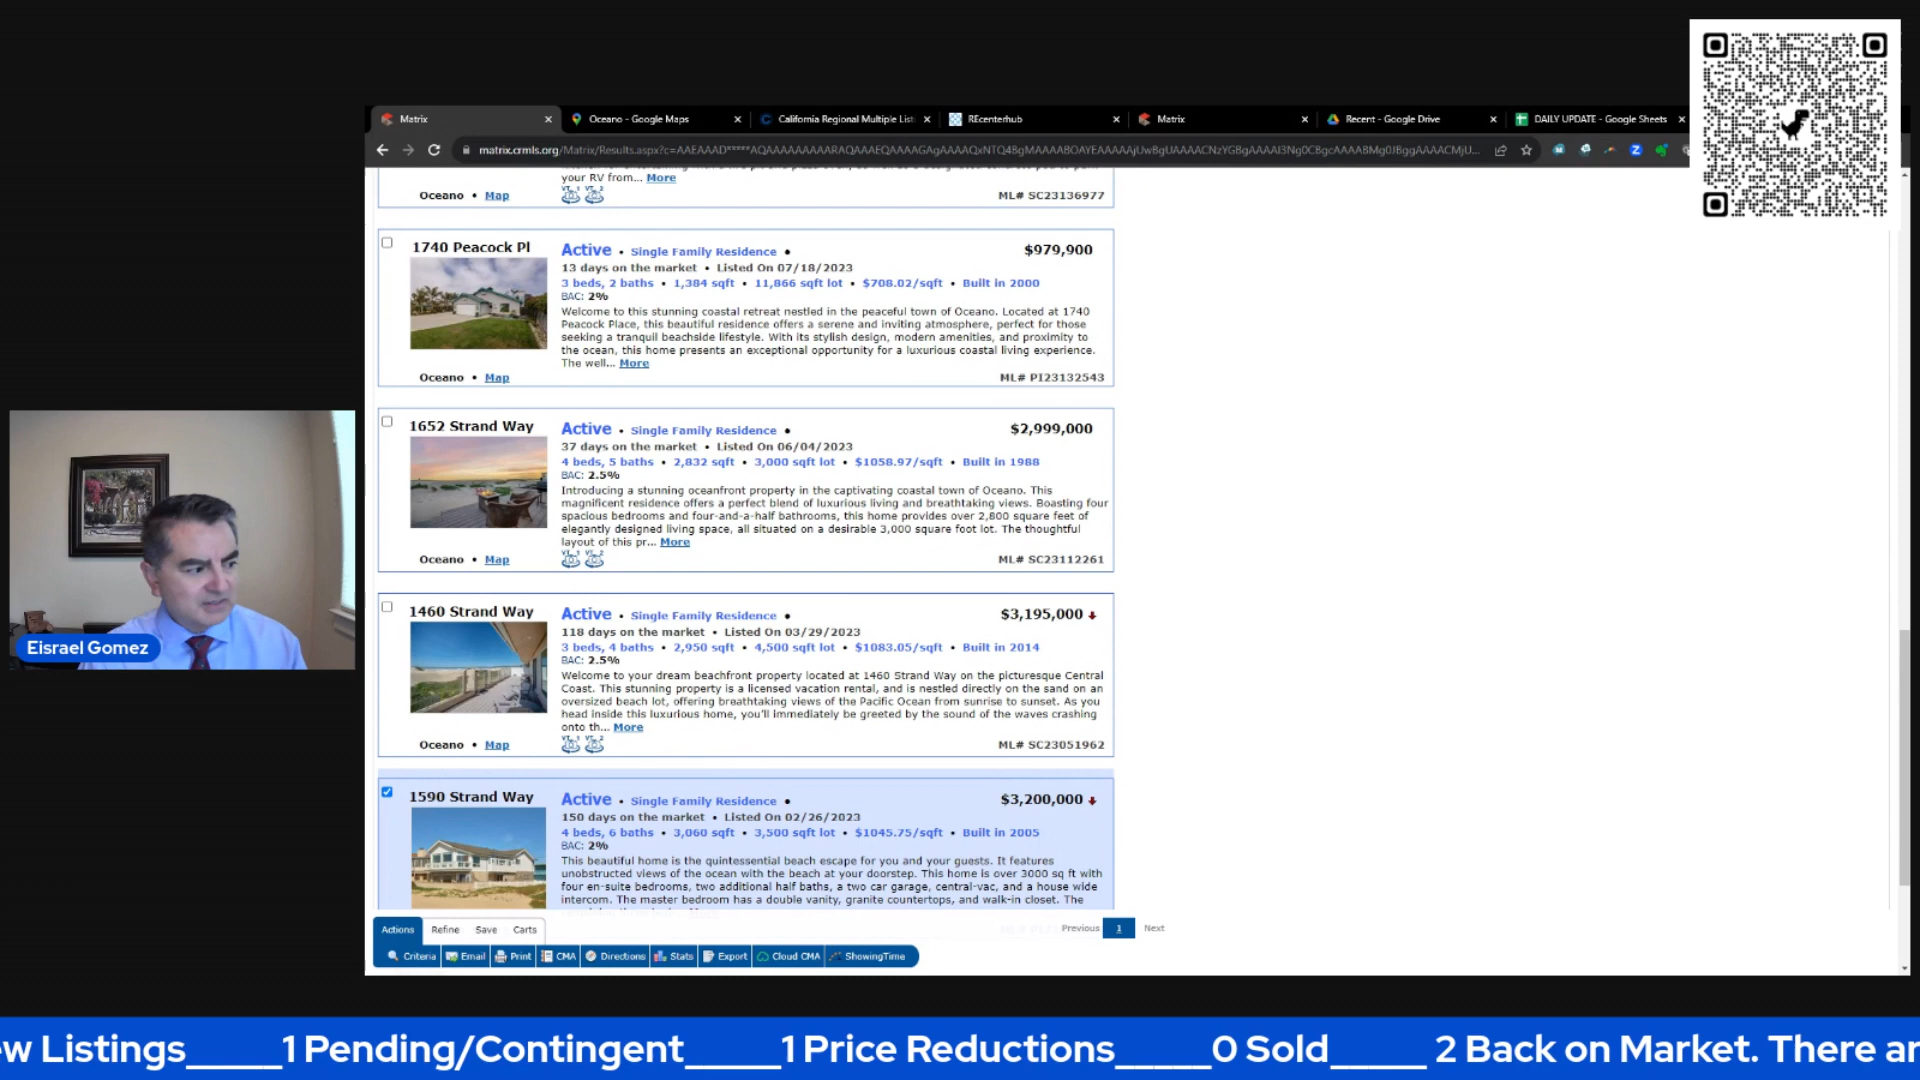 Matrix
Oceano - Google Maps
California Regional Multiple List
REcenterhub
Matrix
Recent - Google Drive
DAILY UPDATE - Google Sheets
your RV from... More
Oceano • Map
ML# SC23136977
1740 Peacock Pl
Active • Single Family Residence •
$979,900
13 days on the market • Listed On 07/18/2023
3 beds, 2 baths • 1,384 sqft • 11,866 sqft lot • $708.02/sqft • Built in 2000
BAC: 2%
Welcome to this stunning coastal retreat nestled in the peaceful town of Oceano. Located at 1740
Peacock Place, this beautiful residence offers a serene and inviting atmosphere, perfect for those
seeking a tranquil beachside lifestyle. With its stylish design, modern amenities, and proximity to
the ocean, this home presents an exceptional opportunity for a luxurious coastal living experience.
The well... More
Oceano • Map
ML# PI23132543
1652 Strand Way
Active • Single Family Residence •
$2,999,000
37 days on the market • Listed On 06/04/2023
4 beds, 5 baths • 2,832 sqft • 3,000 sqft lot • $1058.97/sqft • Built in 1988
BAC: 2.5%
Introducing a stunning oceanfront property in the captivating coastal town of Oceano. This
magnificent residence offers a perfect blend of luxurious living and breathtaking views. Boasting four
spacious bedrooms and four-and-a-half bathrooms, this home provides over 2,800 square feet of
elegantly designed living space, all situated on a desirable 3,000 square foot lot. The thoughtful
layout of this pr... More
Oceano • Map
ML# SC23112261
1460 Strand Way
Active • Single Family Residence •
$3,195,000
118 days on the market • Listed On 03/29/2023
3 beds, 4 baths • 2,950 sqft • 4,500 sqft lot • $1083.05/sqft • Built in 2014
BAC: 2.5%
Welcome to your dream beachfront property located at 1460 Strand Way on the picturesque Central
Coast. This stunning property is a licensed vacation rental, and is nestled directly on the sand on an
oversized beach lot, offering breathtaking views of the Pacific Ocean from sunrise to sunset. As you
head inside this luxurious home, you'll immediately be greeted by the sound of the waves crashing
onto th... More
Oceano • Map
ML# SC23051962
1590 Strand Way
Active • Single Family Residence •
$3,200,000
150 days on the market • Listed On 02/26/2023
4 beds, 6 baths • 3,060 sqft • 3,500 sqft lot • $1045.75/sqft • Built in 2005
BAC: 2%
This beautiful home is the quintessential beach escape for you and your guests. It features
unobstructed views of the ocean with the beach at your doorstep. This home is over 3000 sq ft with
four en-suite bedrooms, two additional half baths, a two car garage, central-vac, and a house wide
intercom. The master bedroom has a double vanity, granite countertops, and walk-in closet. The
Actions Refine Save Carts
Previous 1 Next
Criteria Email Print CMA Directions Stats Export Cloud CMA ShowingTime
Eisrael Gomez
w Listings_____1 Pending/Contingent_____1 Price Reductions_____0 Sold_____ 2 Back on Market. There ar